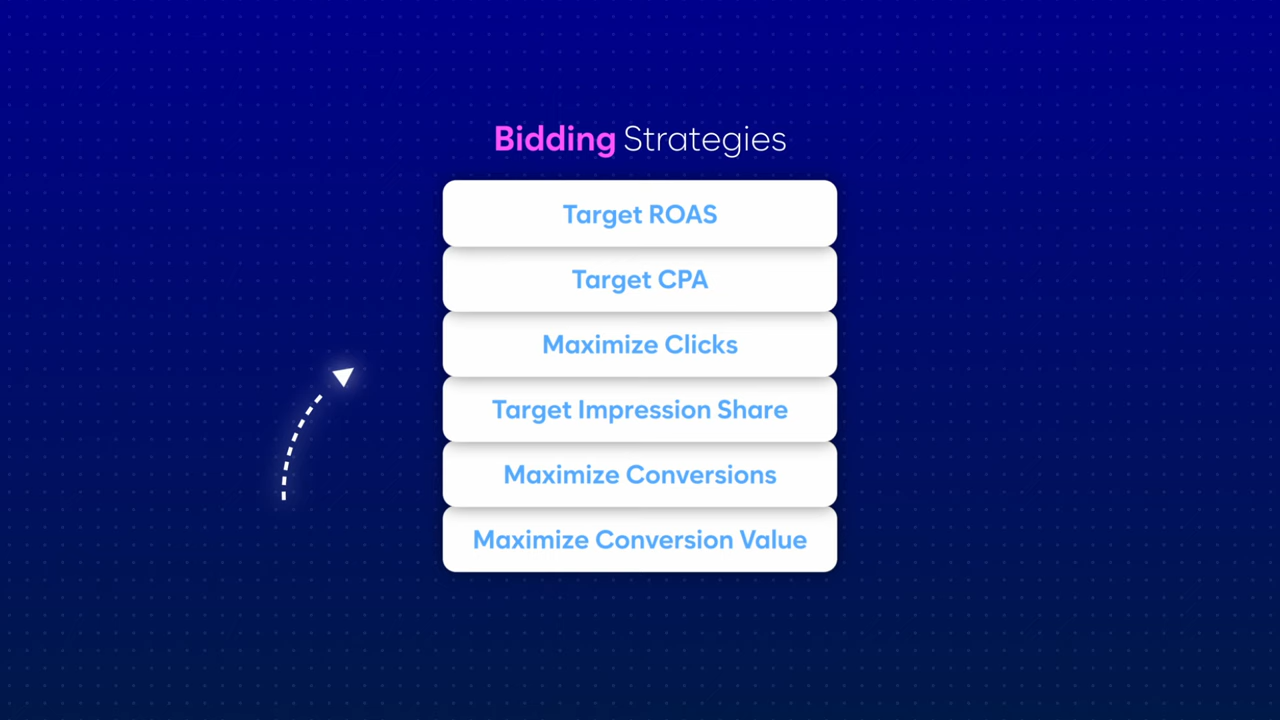 Bidding Strategies
Target ROAS
Target CPA
Maximize Clicks
Target Impression Share
Maximize Conversions
Maximize Conversion Value